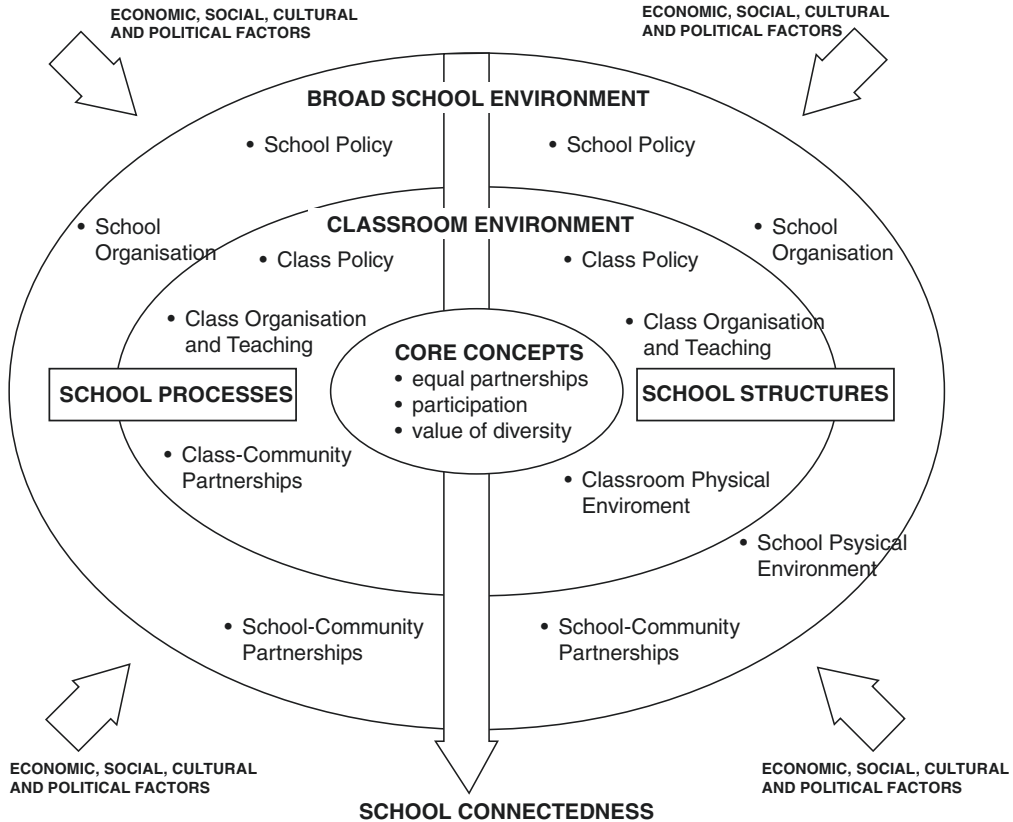 ECONOMIC, SOCIAL, CULTURAL
AND POLITICAL FACTORS
ECONOMIC, SOCIAL, CULTURAL
AND POLITICAL FACTORS
BROAD SCHOOL ENVIRONMENT
• School Policy
• School Policy
• School
Organisation
• School
Organisation
CLASSROOM ENVIRONMENT
• Class Policy
• Class Policy
• Class Organisation
and Teaching
• Class Organisation
and Teaching
CORE CONCEPTS
• equal partnerships
• participation
• value of diversity
SCHOOL PROCESSES
SCHOOL STRUCTURES
• Class-Community
Partnerships
• Classroom Physical
Enviroment
• School Psysical
Environment
• School-Community
Partnerships
• School-Community
Partnerships
ECONOMIC, SOCIAL, CULTURAL
AND POLITICAL FACTORS
ECONOMIC, SOCIAL, CULTURAL
AND POLITICAL FACTORS
SCHOOL CONNECTEDNESS